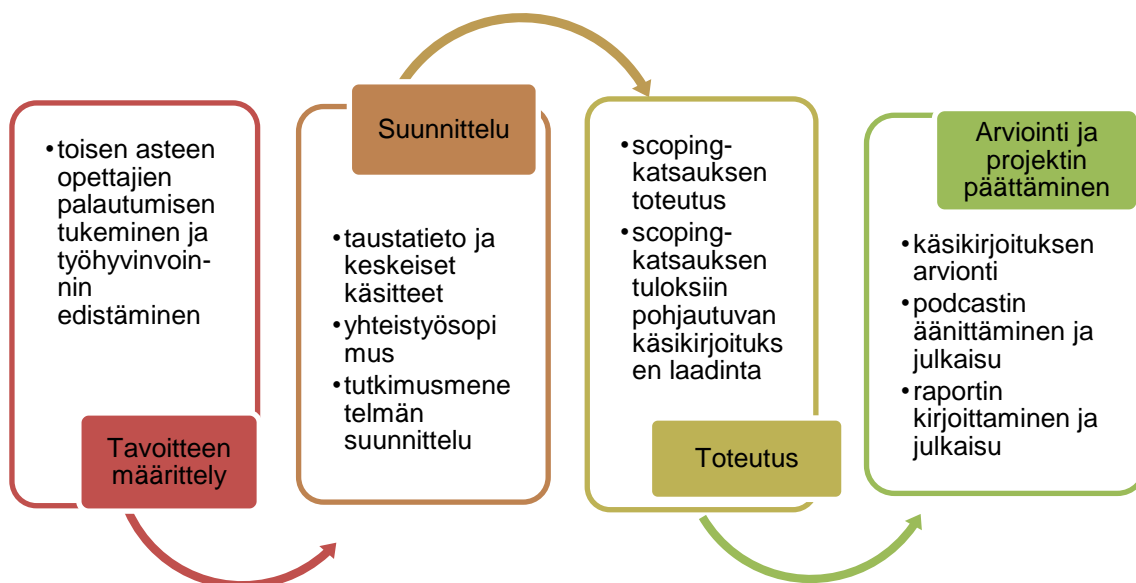 •toisen asteen
opettajien
palautumisen
tukeminen ja
työhyvinvoin-
nin
edistäminen
Tavoitteen
määrittely
Suunnittelu
•taustatieto ja
keskeiset
käsitteet
•yhteistyösopi
mus
•tutkimusmene
telmän
suunnittelu
•scoping-
katsauksen
toteutus
•scoping-
katsauksen
tuloksiin
pohjautuvan
käsikirjoituks
en laadinta
Toteutus
Arviointi ja
projektin
päättäminen
•käsikirjoituksen
arvionti
•podcastin
äänittäminen ja
julkaisu
•raportin
kirjoittaminen ja
julkaisu